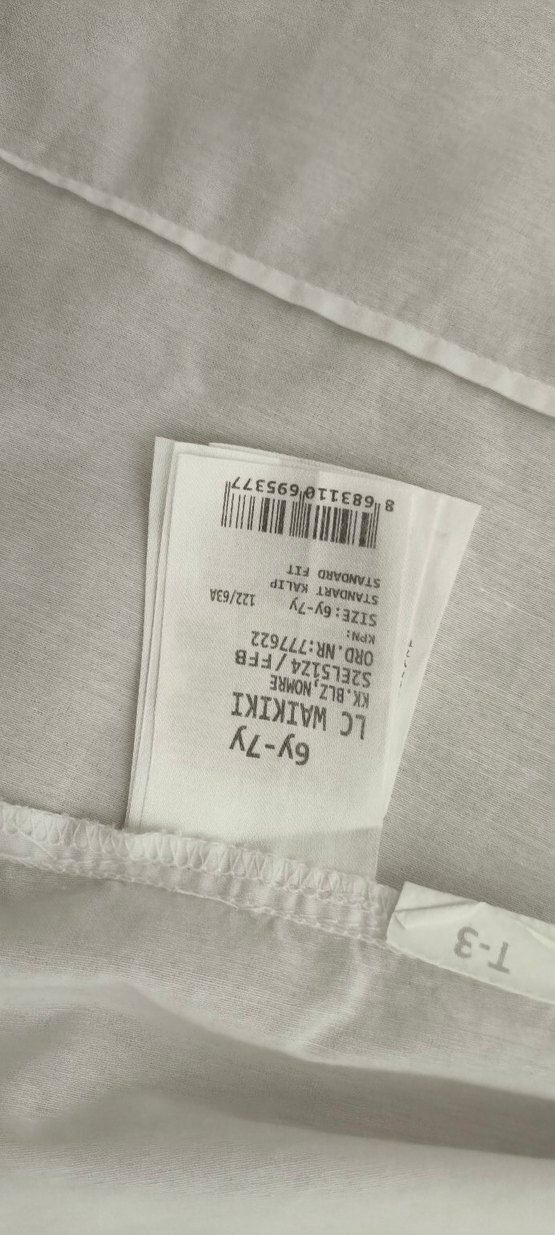 6y-7y
LC WAIKIKI
KK.BLZ,NOMRE
S2EL51Z4/FFB
ORD.NR:777622
KPN:
SIZE:6y-7y 122/63A
STANDART KALIP
STANDARD FIT
8 683110 695377
T-3